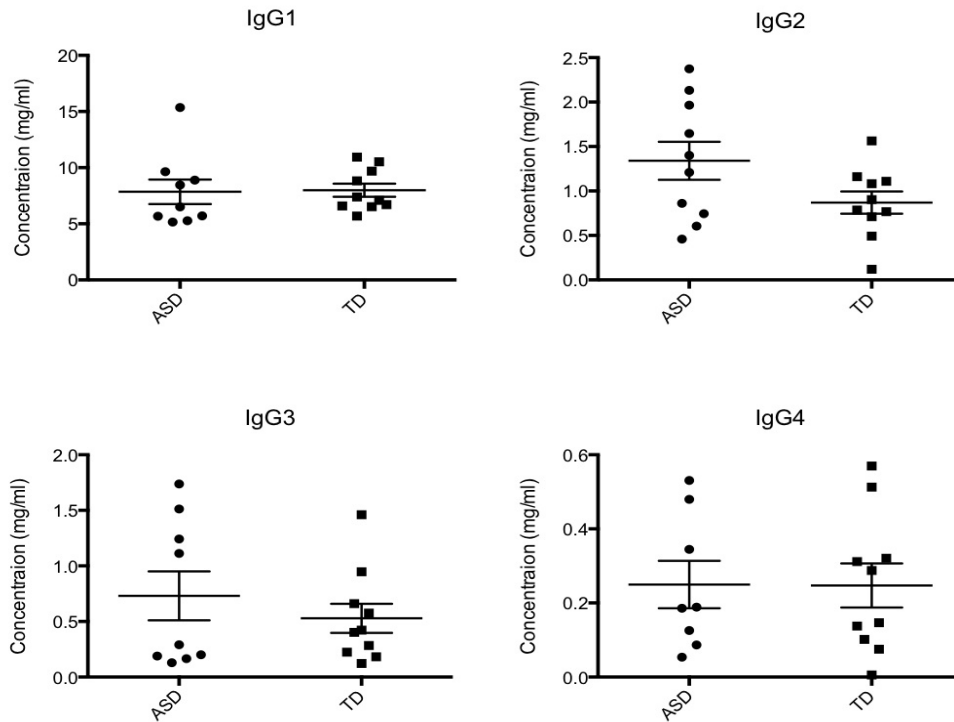 IgG1
Concentraion (mg/ml)
20
15
10
5
0
ASD
TD
IgG2
Concentraion (mg/ml)
2.5
2.0
1.5
1.0
0.5
0.0
ASD
TD
IgG3
Concentraion (mg/ml)
2.0
1.5
1.0
0.5
0.0
ASD
TD
IgG4
Concentraion (mg/ml)
0.6
0.4
0.2
0.0
ASD
TD